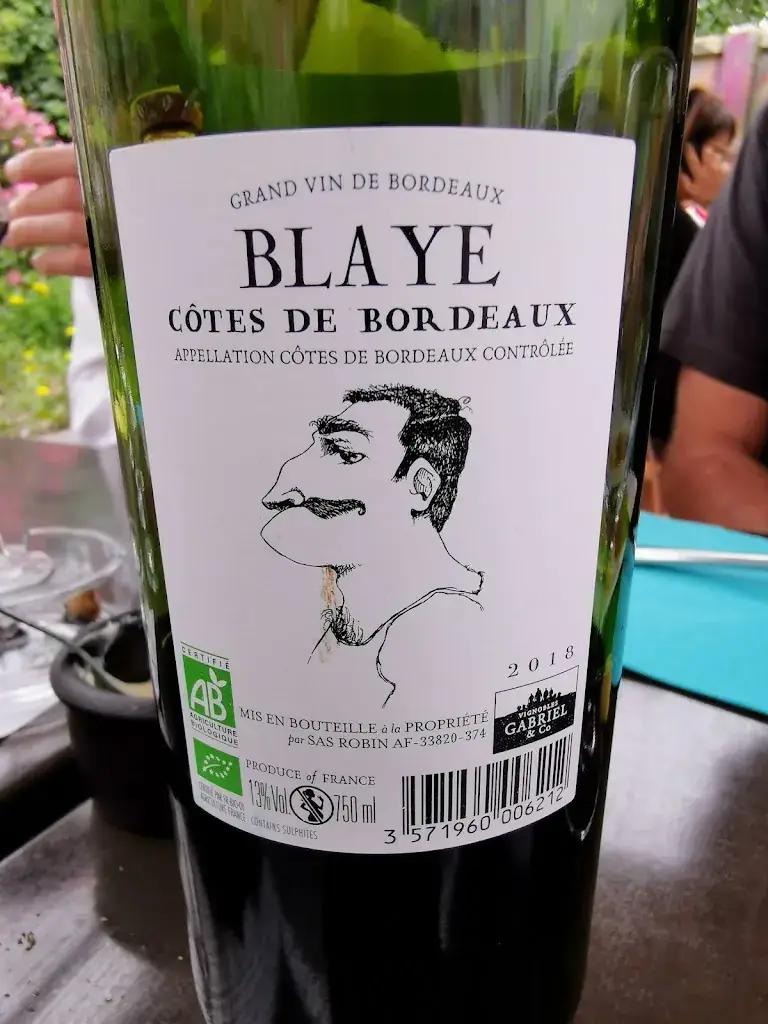 GRAND VIN DE BORDEAUX
BLAYE
CÔTES DE BORDEAUX
APPELLATION CÔTES DE BORDEAUX CONTRÔLÉE
2018
CERTIFIÉ
AB
AGRICULTURE
BIOLOGIQUE
MIS EN BOUTEILLE à la PROPRIÉTÉ
par SAS ROBIN AF-33820-374
VIGNOBLES
GABRIEL
& Co
PRODUCE of FRANCE
13%Vol. 750 ml
CONTAINS SULPHITES
AGRICULTURE FRANCE
3 571960 006212